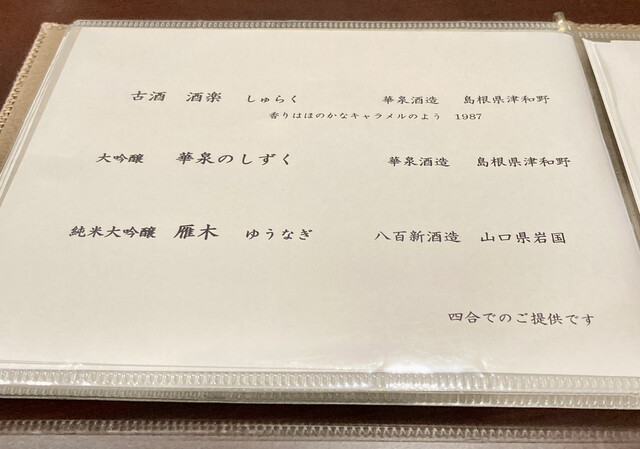 古酒 酒楽 しゅらく 華泉酒造 島根県津和野
香りはほのかなキャラメルのよう 1987
大吟醸 華泉のしずく 華泉酒造 島根県津和野
純米大吟醸 雁木 ゆうなぎ 八百新酒造 山口県岩国
四合でのご提供です